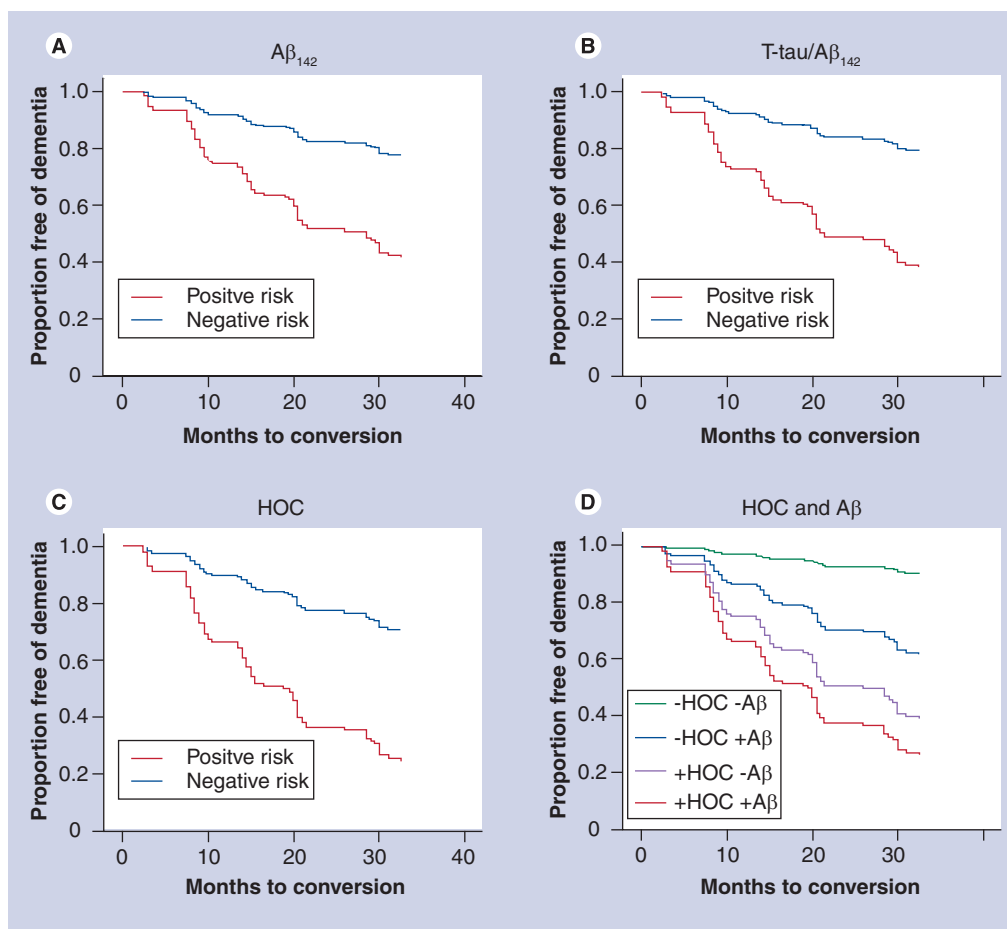 A
Aβ142
Proportion free of dementia
1.0
0.8
0.6
0.4
0.2
0
Positve risk
Negative risk
0 10 20 30 40
Months to conversion
B
T-tau/Aβ142
Proportion free of dementia
1.0
0.8
0.6
0.4
0.2
0
Positve risk
Negative risk
0 10 20 30
Months to conversion
C
HOC
Proportion free of dementia
1.0
0.8
0.6
0.4
0.2
0
Positve risk
Negative risk
0 10 20 30 40
Months to conversion
D
HOC and Aβ
Proportion free of dementia
1.0
0.8
0.6
0.4
0.2
0
-HOC -Aβ
-HOC +Aβ
+HOC -Aβ
+HOC +Aβ
0 10 20 30
Months to conversion